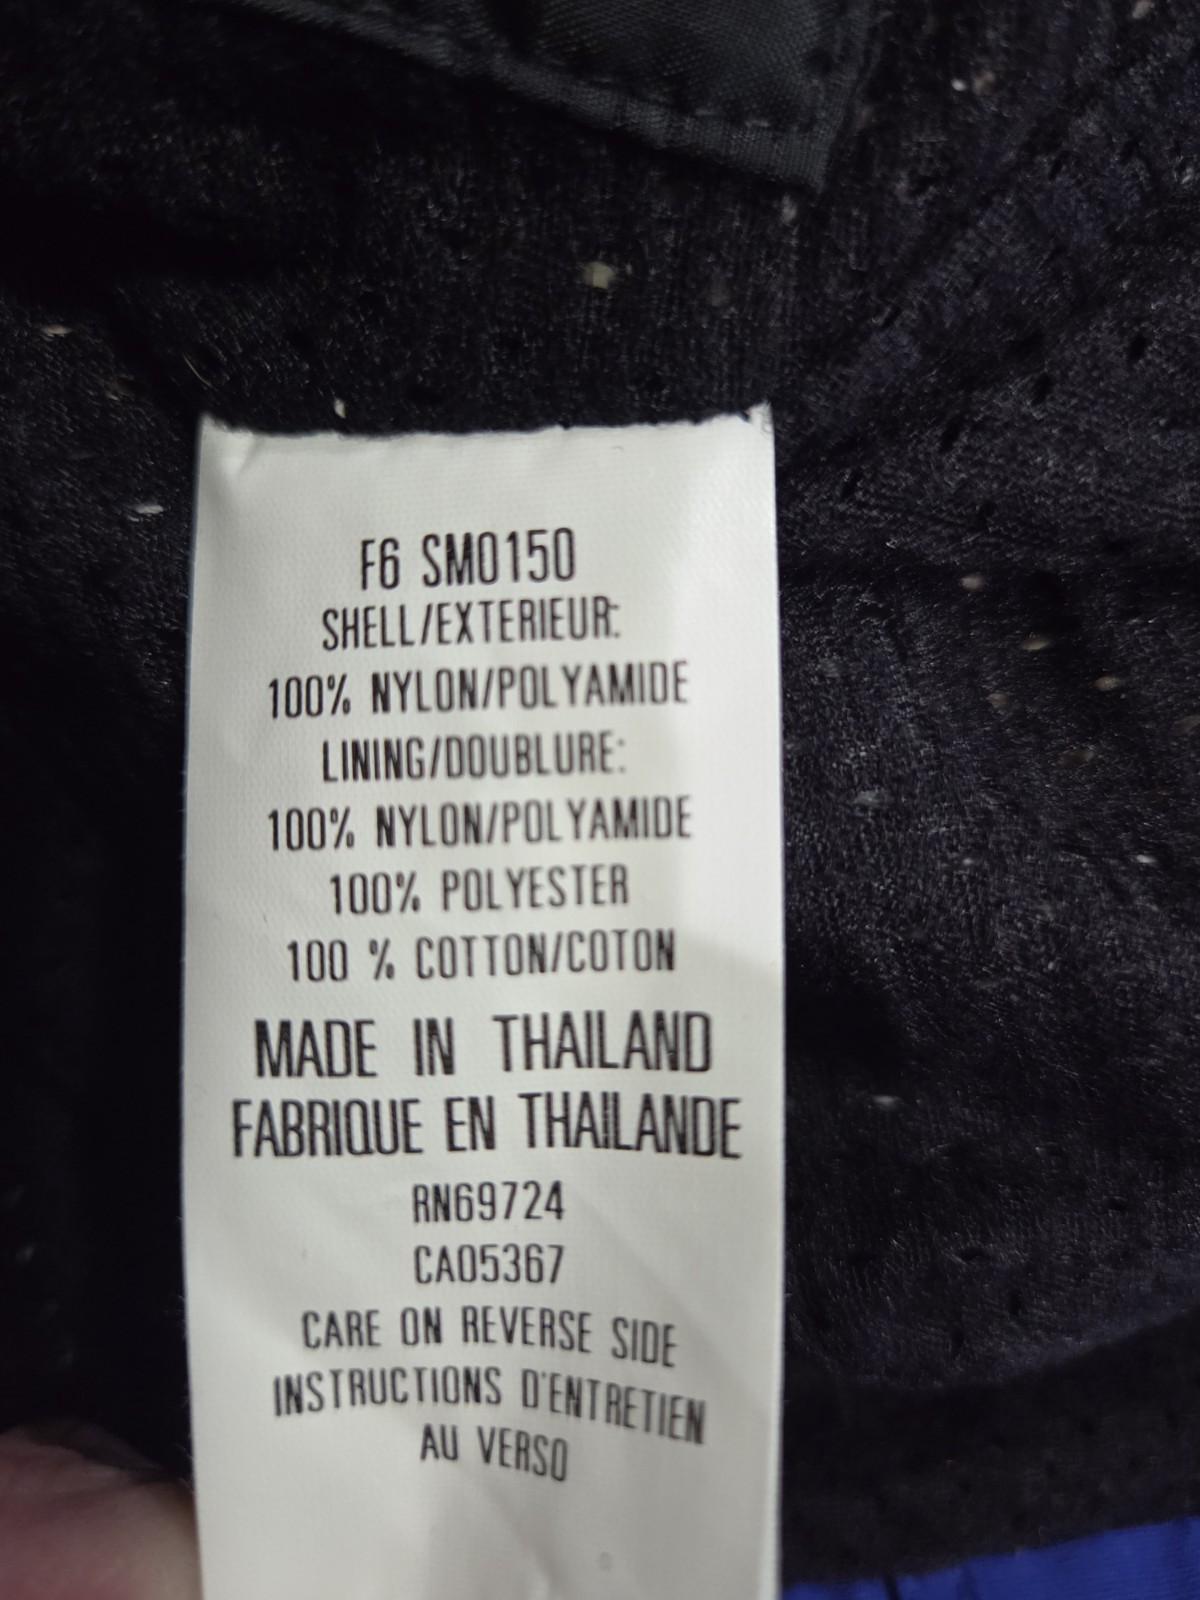 F6 SM0150
SHELL/EXTERIEUR:
100% NYLON/POLYAMIDE
LINING/DOUBLURE:
100% NYLON/POLYAMIDE
100% POLYESTER
100 % COTTON/COTON
MADE IN THAILAND
FABRIQUE EN THAILANDE
RN69724
CA05367
CARE ON REVERSE SIDE
INSTRUCTIONS D'ENTRETIEN
AU VERSO